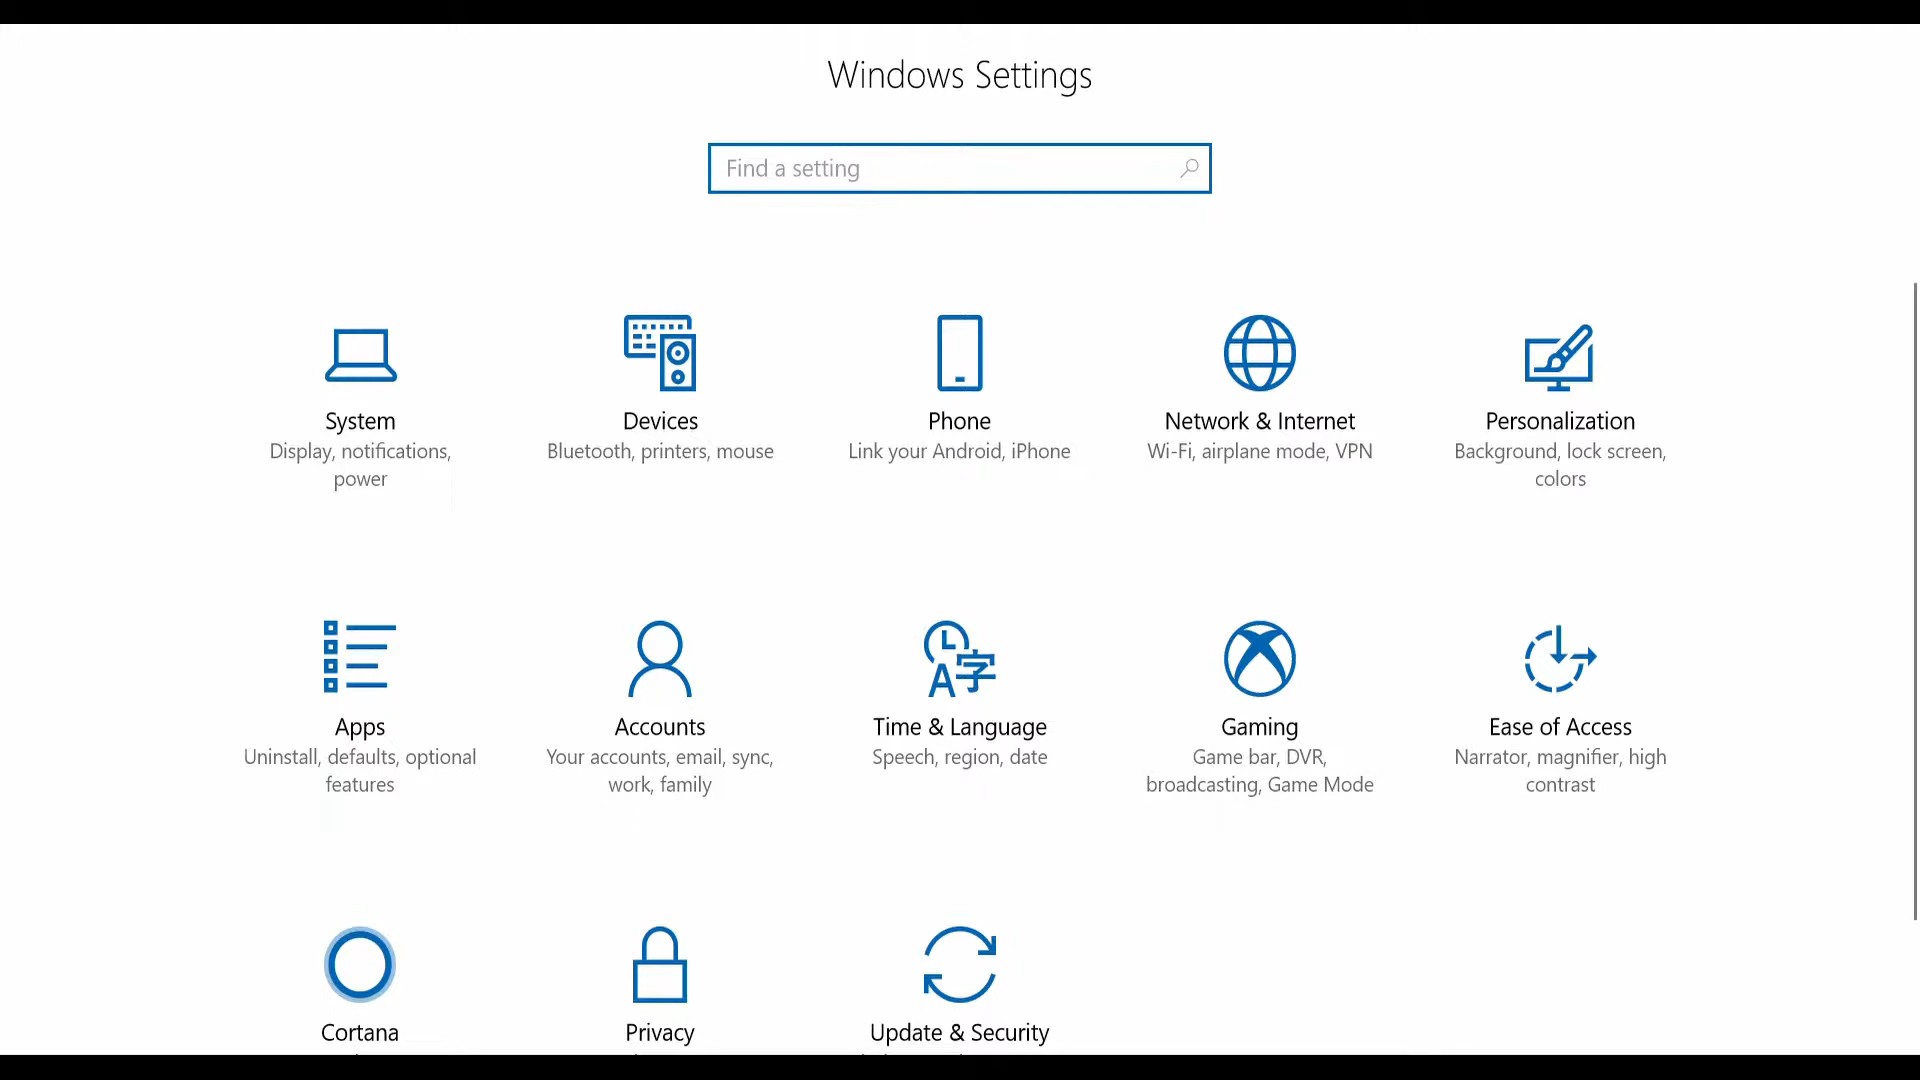 Windows Settings
Find a setting
System
Display, notifications,
power
Devices
Bluetooth, printers, mouse
Phone
Link your Android, iPhone
Network & Internet
Wi-Fi, airplane mode, VPN
Personalization
Background, lock screen,
colors
Apps
Uninstall, defaults, optional
features
Accounts
Your accounts, email, sync,
work, family
Time & Language
Speech, region, date
Gaming
Game bar, DVR,
broadcasting, Game Mode
Ease of Access
Narrator, magnifier, high
contrast
Cortana
Privacy
Update & Security